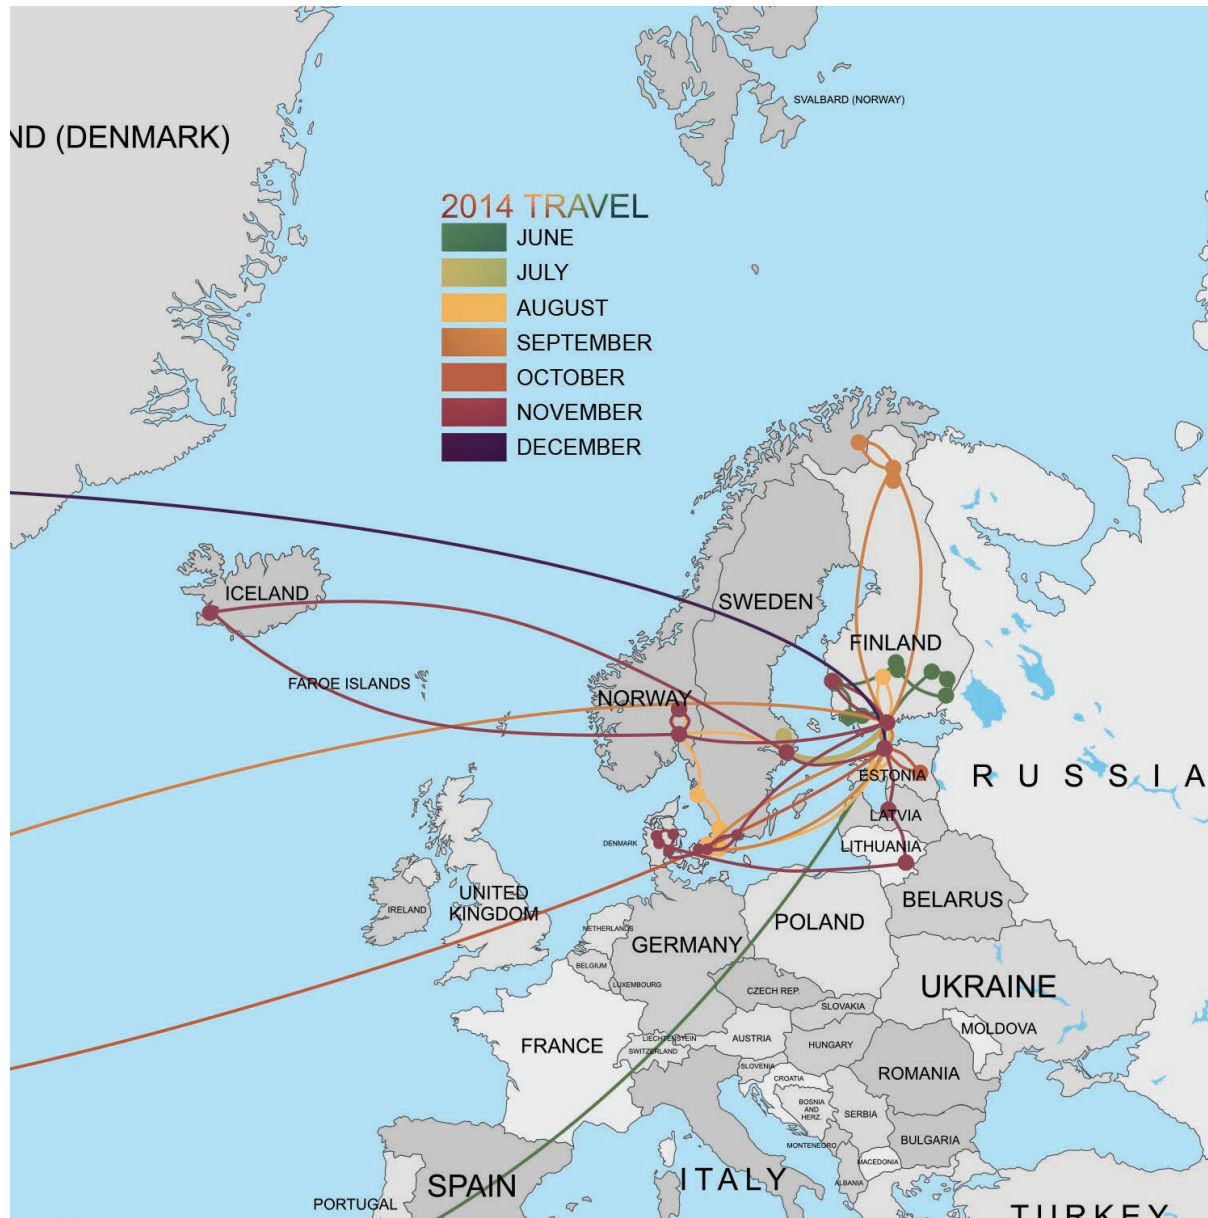 SVALBARD (NORWAY)
ND (DENMARK)
2014 TRAVEL
JUNE
JULY
AUGUST
SEPTEMBER
OCTOBER
NOVEMBER
DECEMBER
ICELAND
SWEDEN
FINLAND
FAROE ISLANDS
NORWAY
ESTONIA
RUSSIA
LATVIA
DENMARK
LITHUANIA
UNITED
KINGDOM
BELARUS
IRELAND
POLAND
NETHERLANDS
GERMANY
BELGIUM
LUXEMBOURG
CZECH REP.
UKRAINE
SLOVAKIA
MOLDOVA
FRANCE
LIECHTENSTEIN
SWITZERLAND
AUSTRIA
HUNGARY
SLOVENIA
ROMANIA
CROATIA
BOSNIA
AND
HERZ.
SERBIA
MONTENEGRO
BULGARIA
MACEDONIA
ALBANIA
SPAIN
ITALY
PORTUGAL
TURKEY